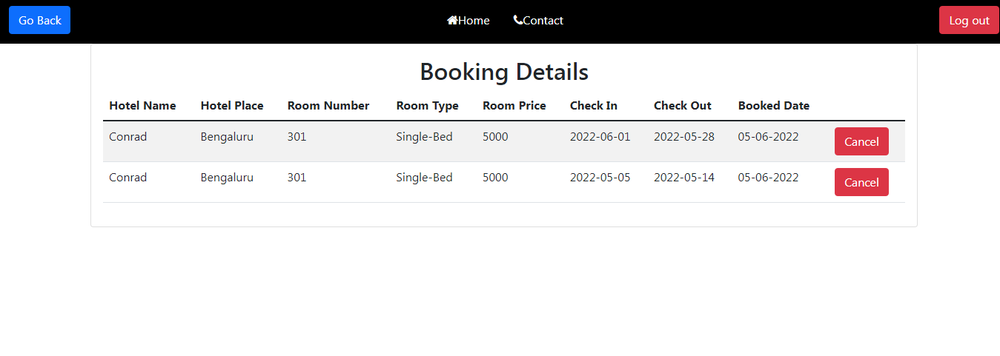 Go Back Home Contact Log out
Booking Details
Hotel Name Hotel Place Room Number Room Type Room Price Check In Check Out Booked Date
Conrad Bengaluru 301 Single-Bed 5000 2022-06-01 2022-05-28 05-06-2022 Cancel
Conrad Bengaluru 301 Single-Bed 5000 2022-05-05 2022-05-14 05-06-2022 Cancel